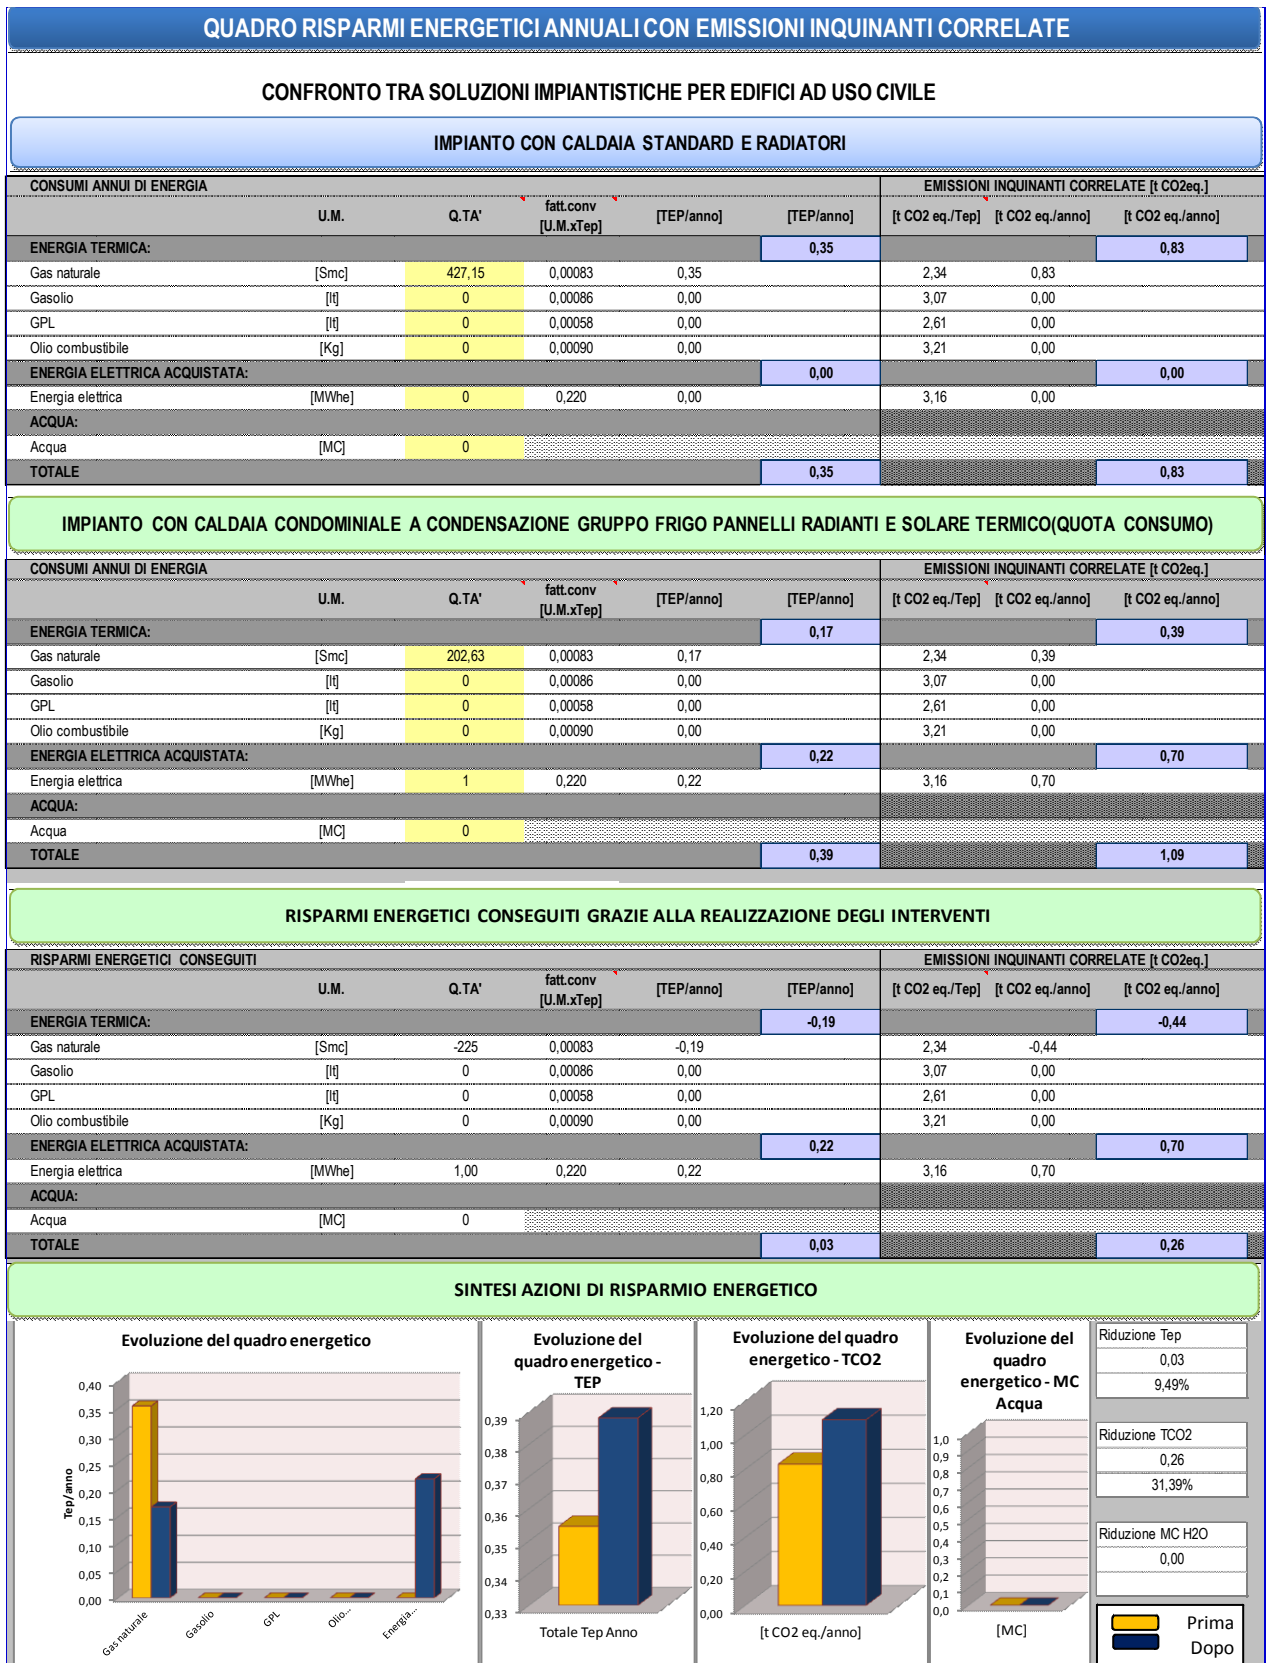 QUADRO RISPARMI ENERGETICI ANNUALI CON EMISSIONI INQUINANTI CORRELATE
CONFRONTO TRA SOLUZIONI IMPIANTISTICHE PER EDIFICI AD USO CIVILE
IMPIANTO CON CALDAIA STANDARD E RADIATORI
CONSUMI ANNUI DI ENERGIA EMISSIONI INQUINANTI CORRELATE [t CO2eq.]
U.M. Q.TA' fatt.conv [U.M.xTep] [TEP/anno] [TEP/anno] [t CO2 eq./Tep] [t CO2 eq./anno] [t CO2 eq./anno]
ENERGIA TERMICA: 0,35 0,83
Gas naturale [Smc] 427,15 0,00083 0,35 2,34 0,83
Gasolio [lt] 0 0,00086 0,00 3,07 0,00
GPL [lt] 0 0,00058 0,00 2,61 0,00
Olio combustibile [Kg] 0 0,00090 0,00 3,21 0,00
ENERGIA ELETTRICA ACQUISTATA: 0,00 0,00
Energia elettrica [MWhe] 0 0,220 0,00 3,16 0,00
ACQUA:
Acqua [MC] 0
TOTALE 0,35 0,83
IMPIANTO CON CALDAIA CONDOMINIALE A CONDENSAZIONE GRUPPO FRIGO PANNELLI RADIANTI E SOLARE TERMICO(QUOTA CONSUMO)
CONSUMI ANNUI DI ENERGIA EMISSIONI INQUINANTI CORRELATE [t CO2eq.]
U.M. Q.TA' fatt.conv [U.M.xTep] [TEP/anno] [TEP/anno] [t CO2 eq./Tep] [t CO2 eq./anno] [t CO2 eq./anno]
ENERGIA TERMICA: 0,17 0,39
Gas naturale [Smc] 202,63 0,00083 0,17 2,34 0,39
Gasolio [lt] 0 0,00086 0,00 3,07 0,00
GPL [lt] 0 0,00058 0,00 2,61 0,00
Olio combustibile [Kg] 0 0,00090 0,00 3,21 0,00
ENERGIA ELETTRICA ACQUISTATA: 0,22 0,70
Energia elettrica [MWhe] 1 0,220 0,22 3,16 0,70
ACQUA:
Acqua [MC] 0
TOTALE 0,39 1,09
RISPARMI ENERGETICI CONSEGUITI GRAZIE ALLA REALIZZAZIONE DEGLI INTERVENTI
RISPARMI ENERGETICI CONSEGUITI EMISSIONI INQUINANTI CORRELATE [t CO2eq.]
U.M. Q.TA' fatt.conv [U.M.xTep] [TEP/anno] [TEP/anno] [t CO2 eq./Tep] [t CO2 eq./anno] [t CO2 eq./anno]
ENERGIA TERMICA: -0,19 -0,44
Gas naturale [Smc] -225 0,00083 -0,19 2,34 -0,44
Gasolio [lt] 0 0,00086 0,00 3,07 0,00
GPL [lt] 0 0,00058 0,00 2,61 0,00
Olio combustibile [Kg] 0 0,00090 0,00 3,21 0,00
ENERGIA ELETTRICA ACQUISTATA: 0,22 0,70
Energia elettrica [MWhe] 1,00 0,220 0,22 3,16 0,70
ACQUA:
Acqua [MC] 0
TOTALE 0,03 0,26
SINTESI AZIONI DI RISPARMIO ENERGETICO
Evoluzione del quadro energetico
Tep/anno
0,40
0,35
0,30
0,25
0,20
0,15
0,10
0,05
0,00
Gas naturale
Gasolio
GPL
Olio...
Energia...
Evoluzione del
quadro energetico -
TEP
0,39
0,38
0,37
0,36
0,35
0,34
0,33
Totale Tep Anno
Evoluzione del quadro
energetico - TCO2
1,20
1,00
0,80
0,60
0,40
0,20
0,00
[t CO2 eq./anno]
Evoluzione del
quadro
energetico - MC
Acqua
1,0
0,9
0,8
0,7
0,6
0,5
0,4
0,3
0,2
0,1
0,0
[MC]
Riduzione Tep
0,03
9,49%
Riduzione TCO2
0,26
31,39%
Riduzione MC H2O
0,00
Prima
Dopo